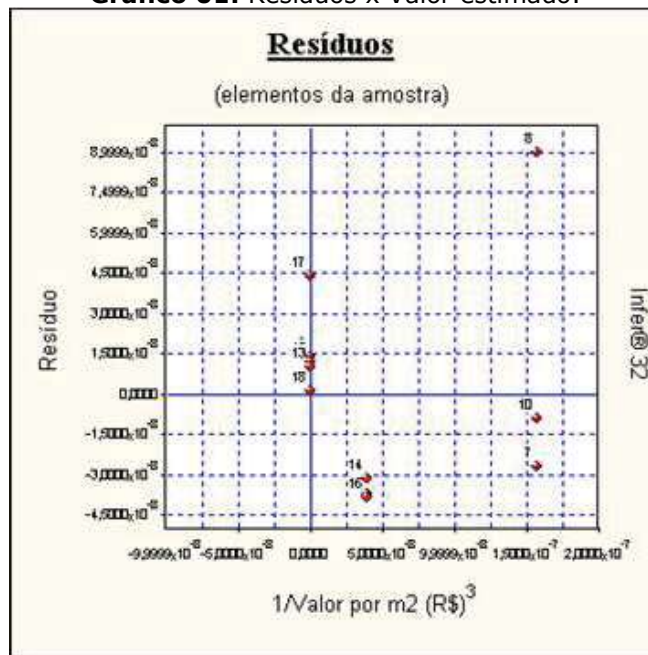 Gráfico 01: Resíduos x Valor estimado.
Resíduos
(elementos da amostra)
8,9999x10^-8
7,4999x10^-8
5,9999x10^-8
4,5000x10^-8
3,0000x10^-8
1,5000x10^-8
0,0000
-1,5000x10^-8
-3,0000x10^-8
-4,5000x10^-8
Resíduo
8
17
13
18
10
7
14
16
Infer® 32
-9,9999x10^-8 -5,0000x10^-8 0,0000 5,0000x10^-8 9,9999x10^-8 1,5000x10^-7 2,0000x10^-7
1/Valor por m2 (R$)^3